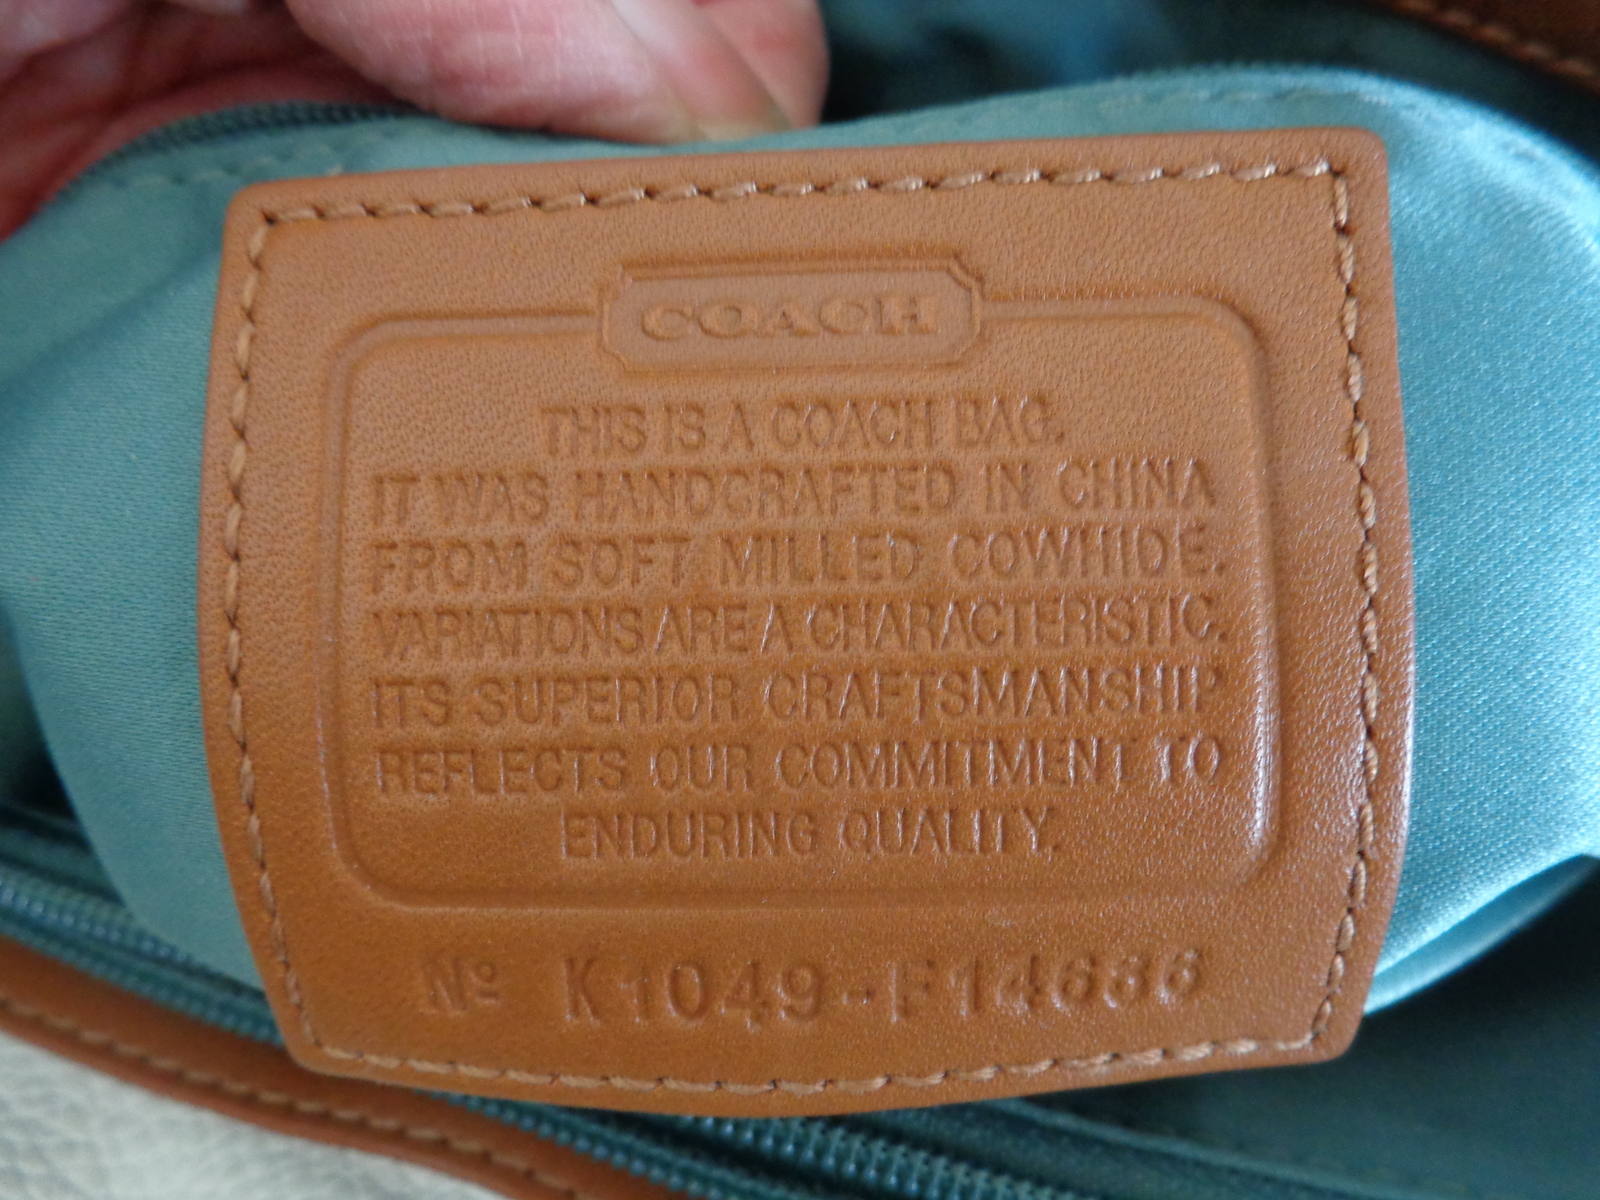 COACH
THIS IS A COACH BAG.
IT WAS HANDCRAFTED IN CHINA
FROM SOFT MILLED COWHIDE.
VARIATIONS ARE A CHARACTERISTIC.
ITS SUPERIOR CRAFTSMANSHIP
REFLECTS OUR COMMITMENT TO
ENDURING QUALITY.
Nº K1049-F14686